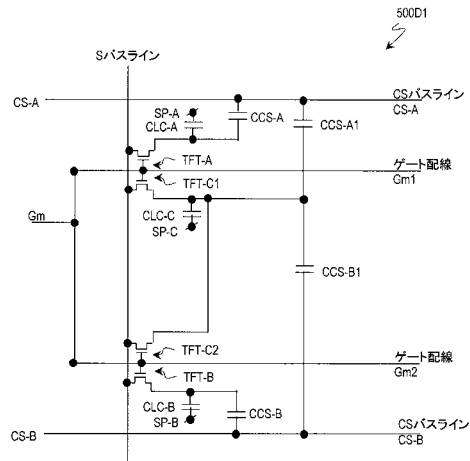 500D1
Sバスライン
CS-A
CSバスライン
CS-A
SP-A
CLC-A
CCS-A
CCS-A1
TFT-A
ゲート配線
Gm1
TFT-C1
Gm
CLC-C
SP-C
CCS-B1
TFT-C2
ゲート配線
Gm2
TFT-B
CLC-B
SP-B
CCS-B
CSバスライン
CS-B
CS-B